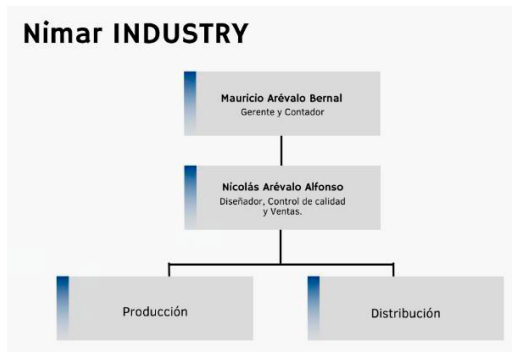 Nimar INDUSTRY
Mauricio Arévalo Bernal
Gerente y Contador
Nicolás Arévalo Alfonso
Diseñador, Control de calidad
y Ventas.
Producción
Distribución